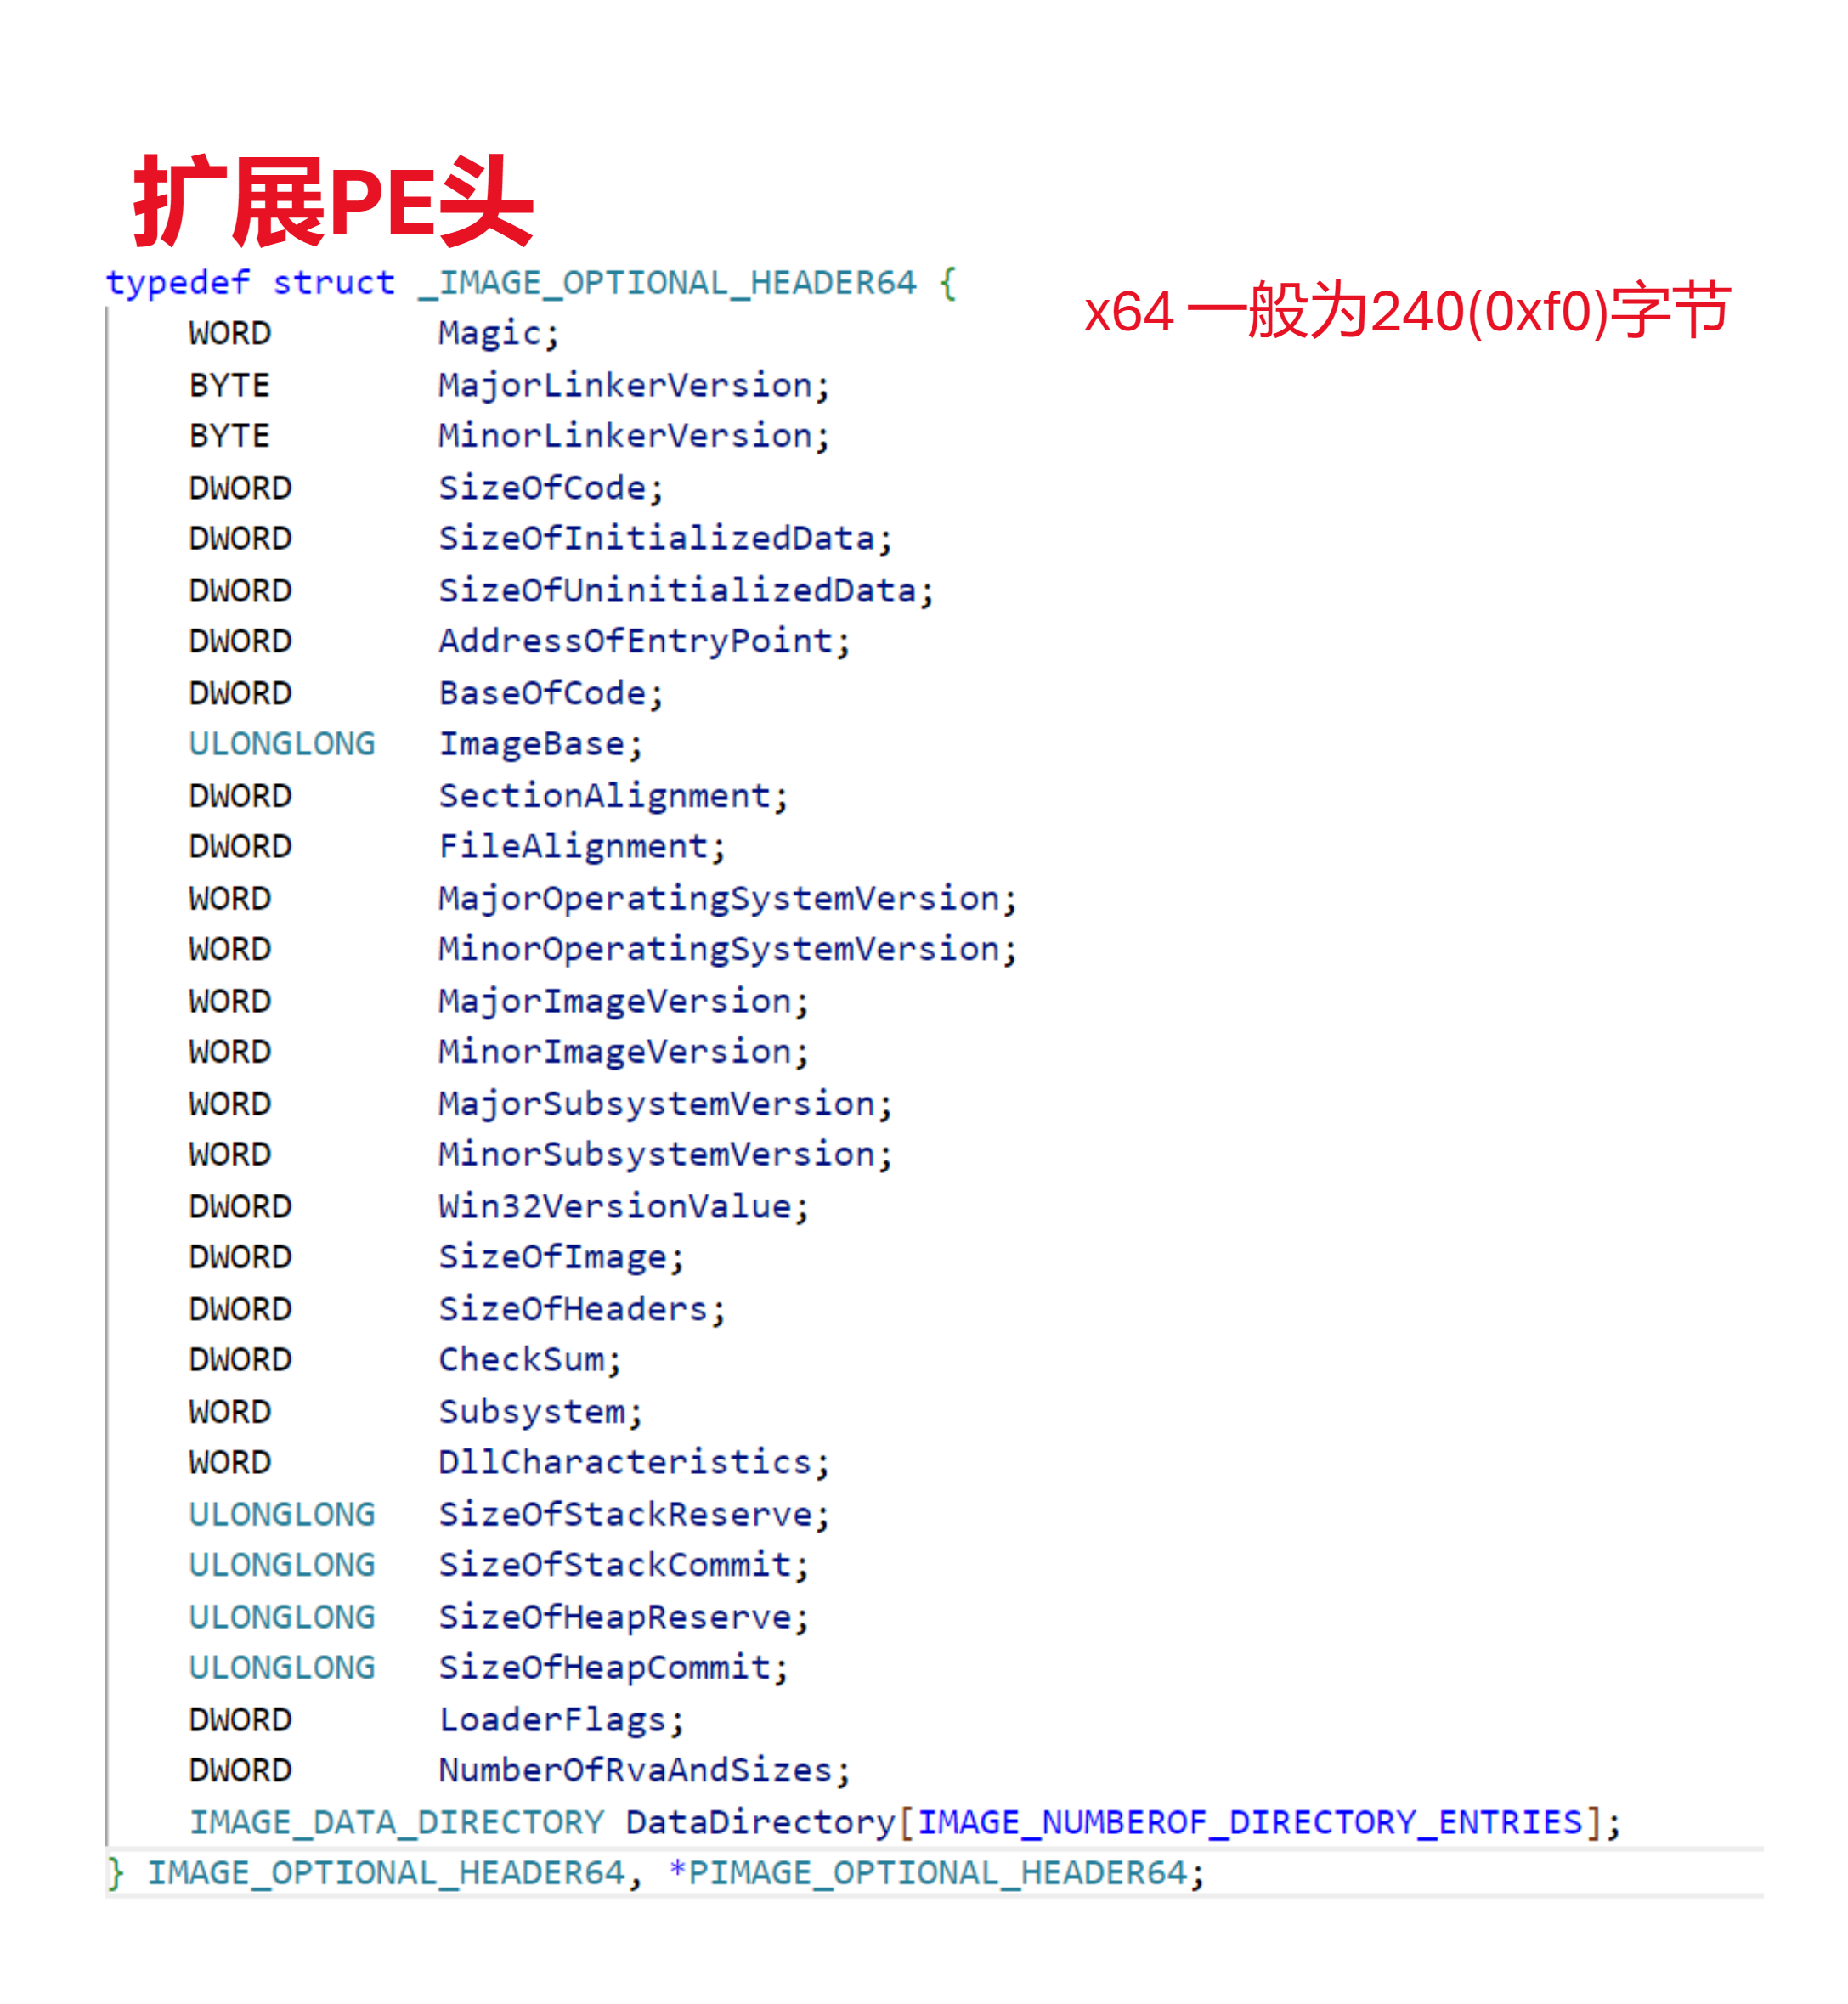 扩展PE头
typedef struct _IMAGE_OPTIONAL_HEADER64 {
x64 一般为240(0xf0)字节
WORD Magic;
BYTE MajorLinkerVersion;
BYTE MinorLinkerVersion;
DWORD SizeOfCode;
DWORD SizeOfInitializedData;
DWORD SizeOfUninitializedData;
DWORD AddressOfEntryPoint;
DWORD BaseOfCode;
ULONGLONG ImageBase;
DWORD SectionAlignment;
DWORD FileAlignment;
WORD MajorOperatingSystemVersion;
WORD MinorOperatingSystemVersion;
WORD MajorImageVersion;
WORD MinorImageVersion;
WORD MajorSubsystemVersion;
WORD MinorSubsystemVersion;
DWORD Win32VersionValue;
DWORD SizeOfImage;
DWORD SizeOfHeaders;
DWORD CheckSum;
WORD Subsystem;
WORD DllCharacteristics;
ULONGLONG SizeOfStackReserve;
ULONGLONG SizeOfStackCommit;
ULONGLONG SizeOfHeapReserve;
ULONGLONG SizeOfHeapCommit;
DWORD LoaderFlags;
DWORD NumberOfRvaAndSizes;
IMAGE_DATA_DIRECTORY DataDirectory[IMAGE_NUMBEROF_DIRECTORY_ENTRIES];
} IMAGE_OPTIONAL_HEADER64, *PIMAGE_OPTIONAL_HEADER64;